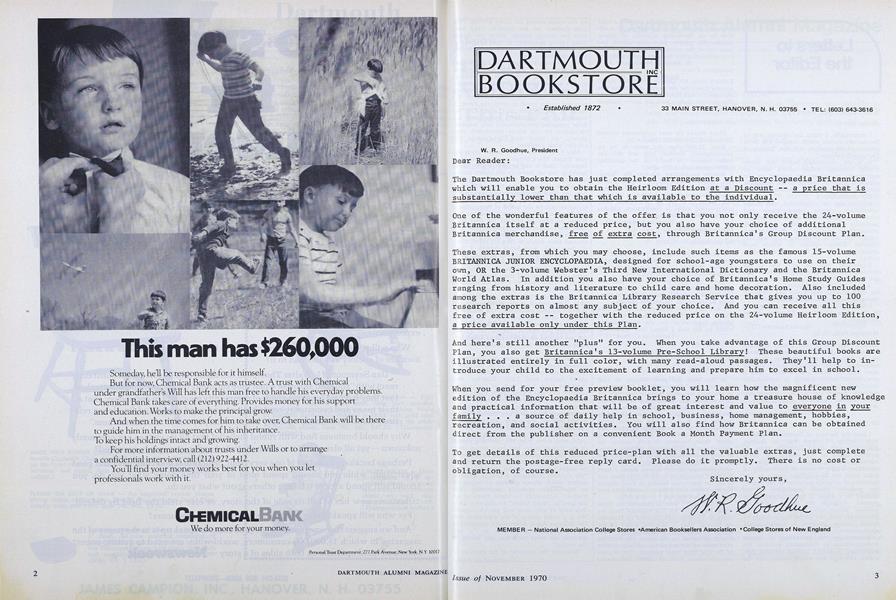 This man has $260,000
Someday, he'll be responsible for it himself.
But for now, Chemical Bank acts as trustee. A trust with Chemical
under grandfather's Will has left this man free to handle his everyday problems.
Chemical Bank takes care of everything. Provides money for his support
and education. Works to make the principal grow.
And when the time comes for him to take over, Chemical Bank will be there
to guide him in the management of his inheritance.
To keep his holdings intact and growing.
For more information about trusts under Wills or to arrange
a confidential interview, call (212) 922-4412.
You'll find your money works best for you when you let
professionals work with it.
CHEMICAL BANK
We do more for your money.
Personal Trust Department, 277 Park Avenue, New York, N.Y. 10017
2
DARTMOUTH ALUMNI MAGAZINE
DARTMOUTH
BOOKSTORE INC
• Established 1872 •
33 MAIN STREET, HANOVER, N. H. 03755 • TEL: (603) 643-3616
W. R. Goodhue, President
Dear Reader:
The Dartmouth Bookstore has just completed arrangements with Encyclopaedia Britannica
which will enable you to obtain the Heirloom Edition at a Discount -- a price that is
substantially lower than that which is available to the individual.
One of the wonderful features of the offer is that you not only receive the 24-volume
Britannica itself at a reduced price, but you also have your choice of additional
Britannica merchandise, free of extra cost, through Britannica's Group Discount Plan.
These extras, from which you may choose, include such items as the famous 15-volume
BRITANNICA JUNIOR ENCYCLOPAEDIA, designed for school-age youngsters to use on their
own, OR the 3-volume Webster's Third New International Dictionary and the Britannica
World Atlas. In addition you also have your choice of Britannica's Home Study Guides
ranging from history and literature to child care and home decoration. Also included
among the extras is the Britannica Library Research Service that gives you up to 100
research reports on almost any subject of your choice. And you can receive all this
free of extra cost -- together with the reduced price on the 24-volume Heirloom Edition,
a price available only under this Plan.
And here's still another "plus" for you. When you take advantage of this Group Discount
Plan, you also get Britannica's 13-volume Pre-School Library! These beautiful books are
illustrated entirely in full color, with many read-aloud passages. They'll help to in-
troduce your child to the excitement of learning and prepare him to excel in school.
When you send for your free preview booklet, you will learn how the magnificent new
edition of the Encyclopaedia Britannica brings to your home a treasure house of knowledge
and practical information that will be of great interest and value to everyone in your
family . . . a source of daily help in school, business, home management, hobbies,
recreation, and social activities. You will also find how Britannica can be obtained
direct from the publisher on a convenient Book a Month Payment Plan.
To get details of this reduced price-plan with all the valuable extras, just complete
and return the postage-free reply card. Please do it promptly. There is no cost or
obligation, of course.
Sincerely yours,
W. R. Goodhue
MEMBER — National Association College Stores • American Booksellers Association • College Stores of New England
Issue of NOVEMBER 1970
3